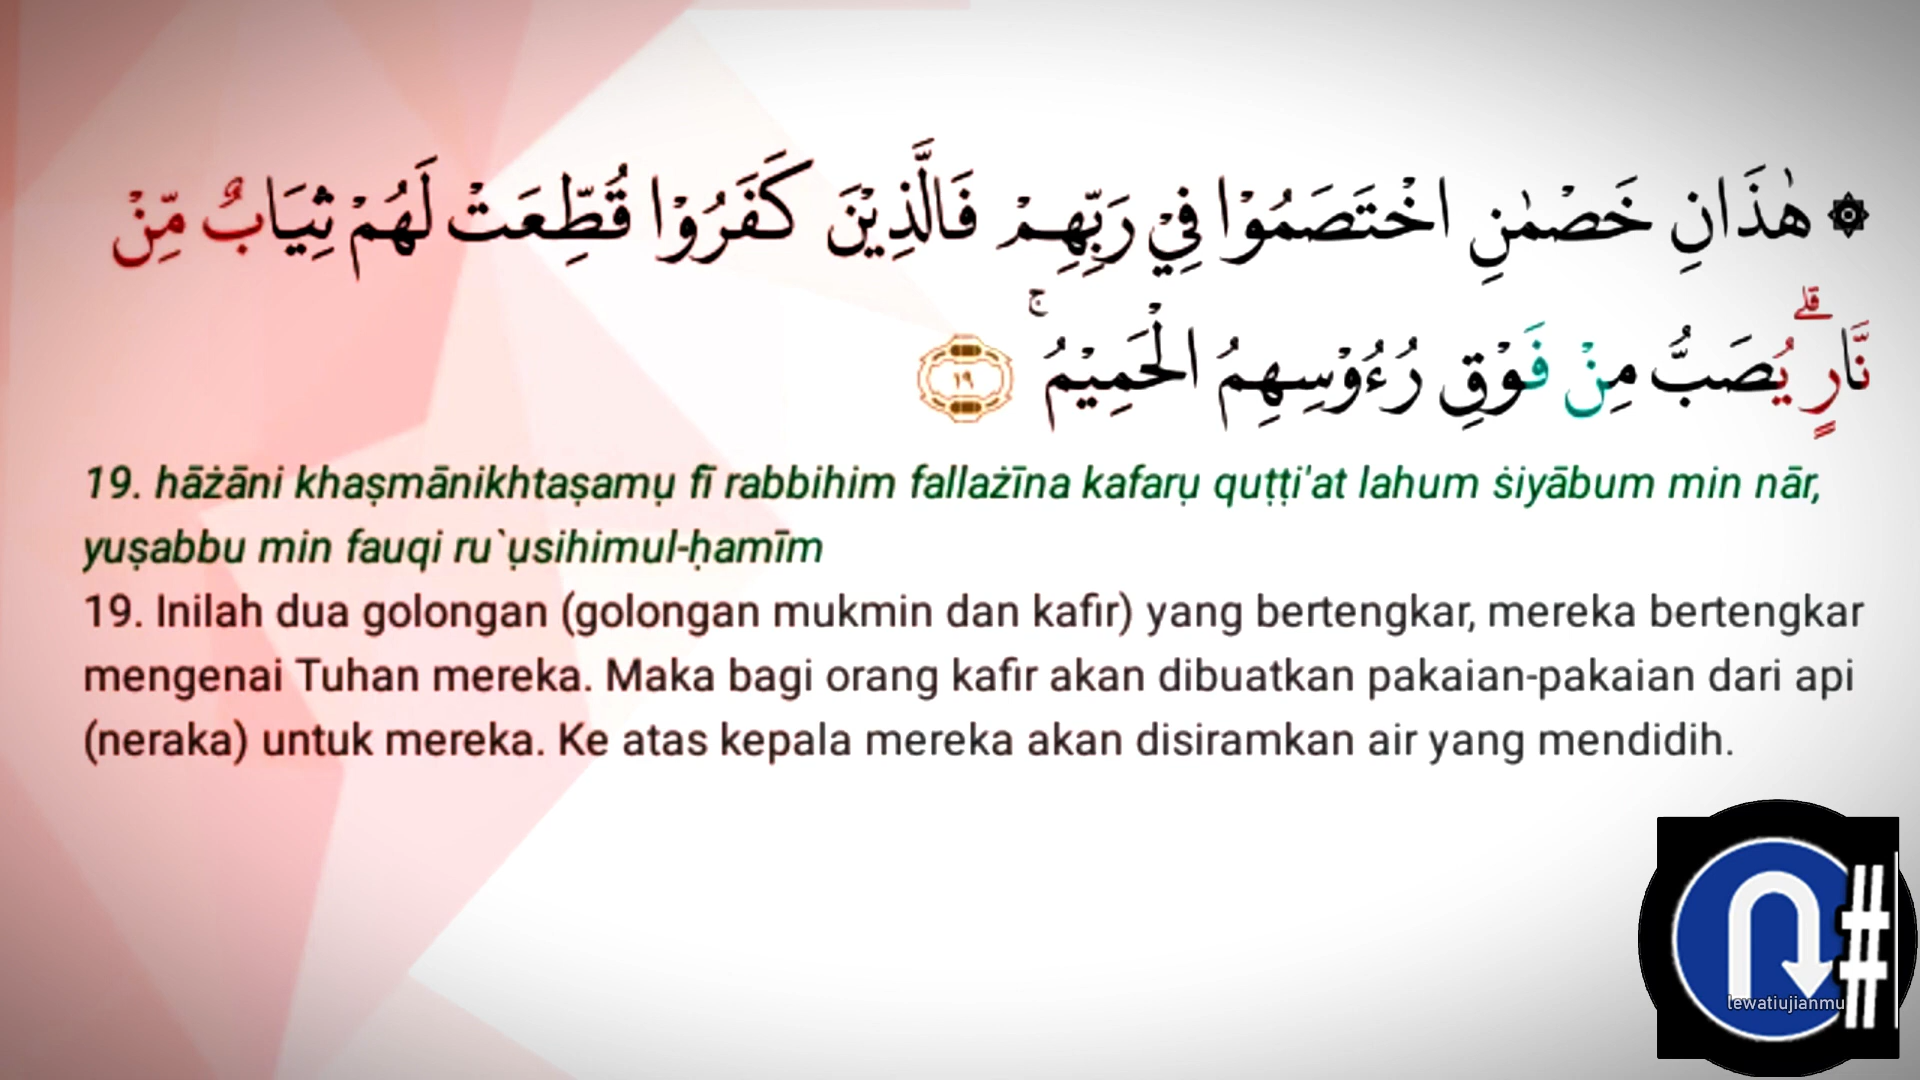 ۞ هٰذَانِ خَصْمٰنِ اخْتَصَمُوْا فِيْ رَبِّهِمْ فَالَّذِيْنَ كَفَرُوْا قُطِّعَتْ لَهُمْ ثِيَابٌ مِّنْ
نَّارٍۗ يُصَبُّ مِنْ فَوْقِ رُءُوْسِهِمُ الْحَمِيْمُ ۚ ١٩
19. hāżāni khaṣmānikhtaṣamụ fī rabbihim fallażīna kafarụ quṭṭi'at lahum ṡiyābum min nār,
yuṣabbu min fauqi ru`ụsihimul-ḥamīm
19. Inilah dua golongan (golongan mukmin dan kafir) yang bertengkar, mereka bertengkar
mengenai Tuhan mereka. Maka bagi orang kafir akan dibuatkan pakaian-pakaian dari api
(neraka) untuk mereka. Ke atas kepala mereka akan disiramkan air yang mendidih.
##
lewatiujianmu